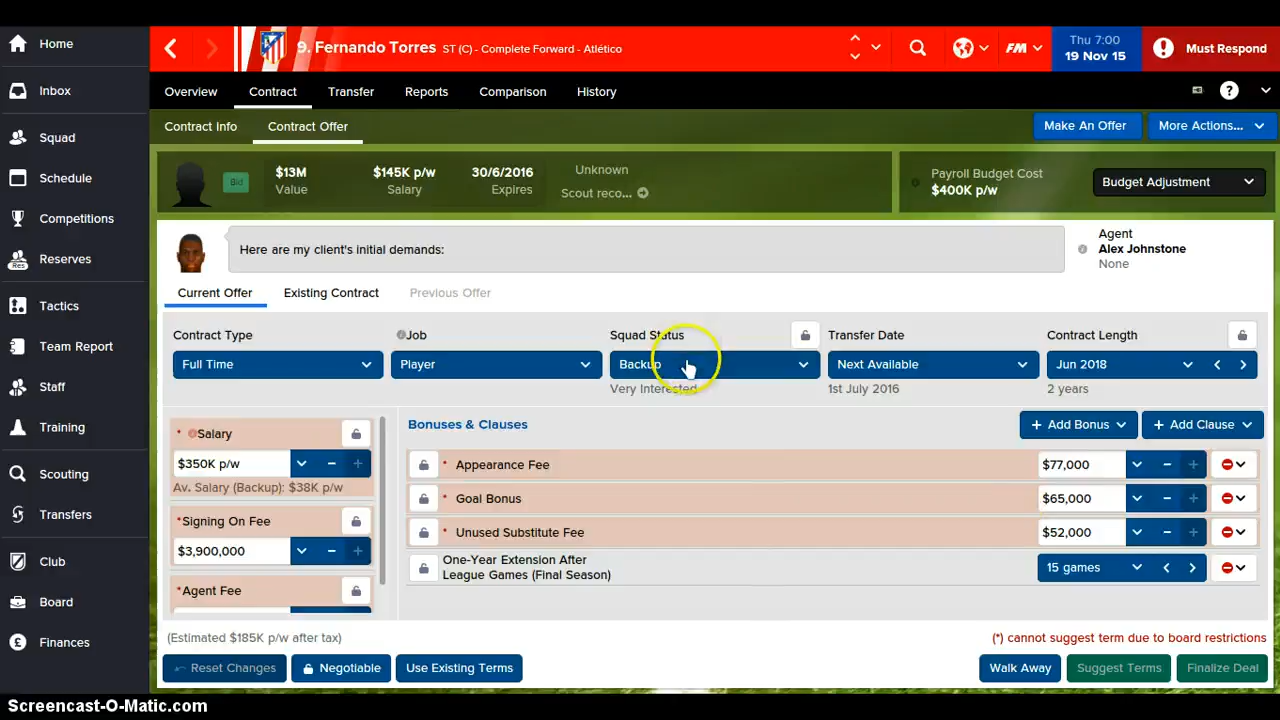 Home
Inbox
Squad
Schedule
Competitions
Res Reserves
Tactics
Team Report
Staff
Training
Scouting
Transfers
Club
Board
Finances
9. Fernando Torres ST (C) - Complete Forward - Atlético
FM
Thu 7:00
19 Nov 15
Must Respond
Overview Contract Transfer Reports Comparison History
?
Contract Info Contract Offer
Make An Offer More Actions...
Bid
$13M
Value
$145K p/w
Salary
30/6/2016
Expires
Unknown
Scout reco...
Payroll Budget Cost
$400K p/w
Budget Adjustment
Here are my client's initial demands:
Agent
Alex Johnstone
None
Current Offer Existing Contract Previous Offer
Contract Type
Full Time
Job
Player
Squad Status
Backup
Very Interested
Transfer Date
Next Available
1st July 2016
Contract Length
Jun 2018
2 years
* Salary
$350K p/w
Av. Salary (Backup): $38K p/w
*Signing On Fee
$3,900,000
*Agent Fee
Bonuses & Clauses
+ Add Bonus + Add Clause
* Appearance Fee $77,000
* Goal Bonus $65,000
* Unused Substitute Fee $52,000
One-Year Extension After
League Games (Final Season)
15 games
(Estimated $185K p/w after tax)
(*) cannot suggest term due to board restrictions
Reset Changes Negotiable Use Existing Terms
Walk Away Suggest Terms Finalize Deal
Screencast-O-Matic.com